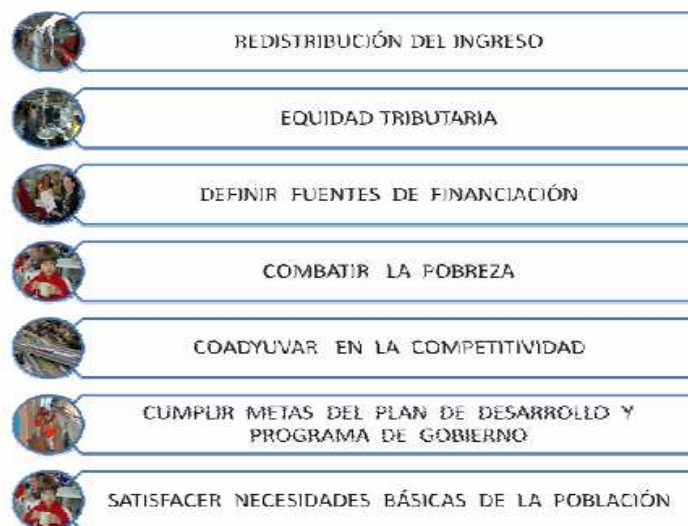 REDISTRIBUCIÓN DEL INGRESO
EQUIDAD TRIBUTARIA
DEFINIR FUENTES DE FINANCIACIÓN
COMBATIR LA POBREZA
COADYUVAR EN LA COMPETITIVIDAD
CUMPLIR METAS DEL PLAN DE DESARROLLO Y
PROGRAMA DE GOBIERNO
SATISFACER NECESIDADES BÁSICAS DE LA POBLACIÓN